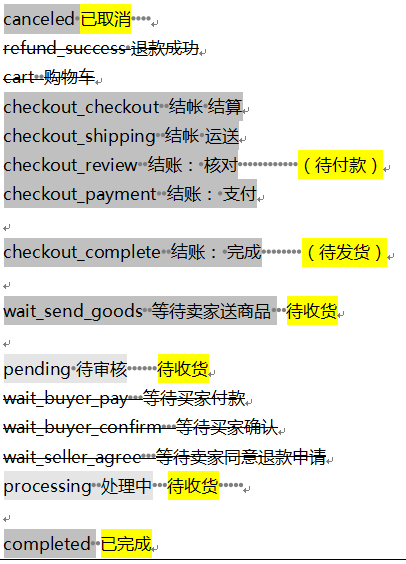 canceled 已取消
refund_success 退款成功
cart 购物车
checkout_checkout 结帐 结算
checkout_shipping 结帐 运送
checkout_review 结账： 核对 （待付款）
checkout_payment 结账： 支付
checkout_complete 结账： 完成 （待发货）
wait_send_goods 等待卖家送商品 待收货
pending 待审核 待收货
wait_buyer_pay 等待买家付款
wait_buyer_confirm 等待买家确认
wait_seller_agree 等待卖家同意退款申请
processing 处理中 待收货
completed 已完成